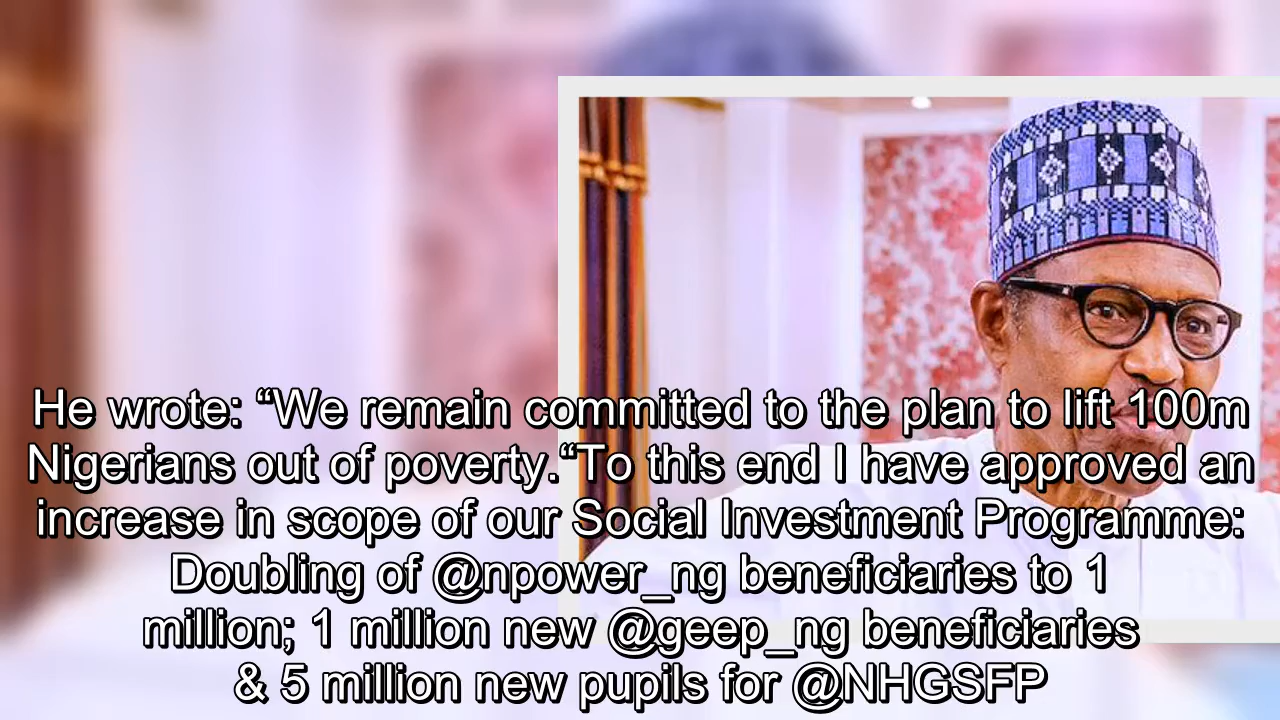 He wrote: “We remain committed to the plan to lift 100m
Nigerians out of poverty.“To this end I have approved an
increase in scope of our Social Investment Programme:
Doubling of @npower_ng beneficiaries to 1
million; 1 million new @geep_ng beneficiaries
& 5 million new pupils for @NHGSFP